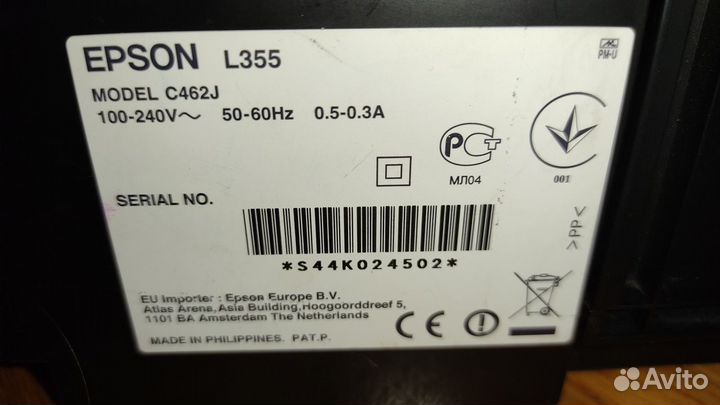 EPSON L355
PM-U
MODEL C462J
100-240V~ 50-60Hz 0.5-0.3A
РСТ
МЛ04
001
SERIAL NO.
>PP<
*S44K024502*
EU Importer : Epson Europe B.V.
Atlas Arena, Asia Building, Hoogoorddreef 5,
1101 BA Amsterdam The Netherlands
CE
MADE IN PHILIPPINES. PAT.P.
Avito